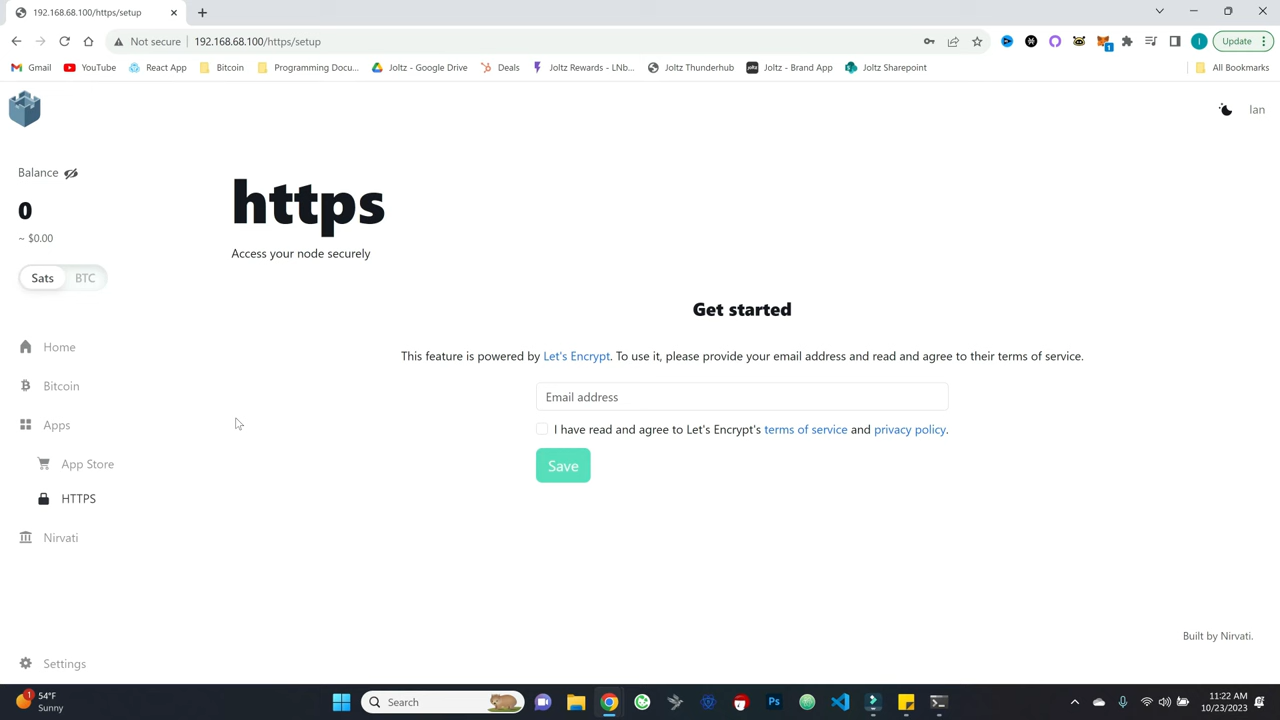 192.168.68.100/https/setup
Not secure 192.168.68.100/https/setup Update
Gmail YouTube React App Bitcoin Programming Docu... Joltz - Google Drive Deals Joltz Rewards - LNb... Joltz Thunderhub Joltz - Brand App Joltz Sharepoint All Bookmarks
Ian
Balance
0
~ $0.00
Sats BTC
Home
Bitcoin
Apps
App Store
HTTPS
Nirvati
Settings
https
Access your node securely
Get started
This feature is powered by Let's Encrypt. To use it, please provide your email address and read and agree to their terms of service.
Email address
I have read and agree to Let's Encrypt's terms of service and privacy policy.
Save
Built by Nirvati.
1
54°F
Sunny
Search
11:22 AM
10/23/2023